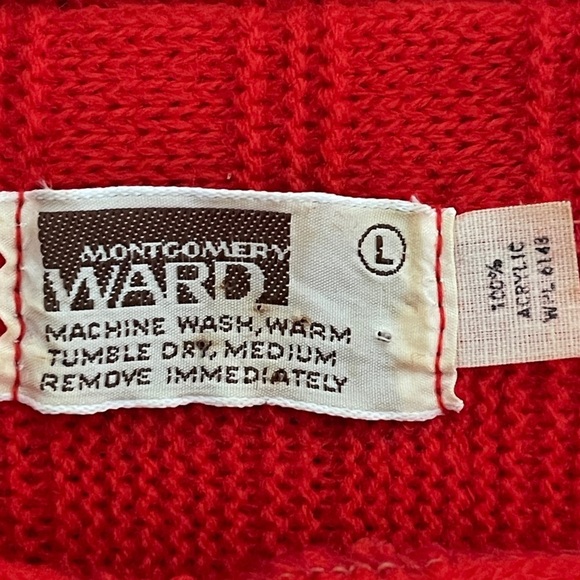 MONTGOMERY
WARD
L
MACHINE WASH, WARM
TUMBLE DRY, MEDIUM
REMOVE IMMEDIATELY
100%
ACRYLIC
WPL 6148